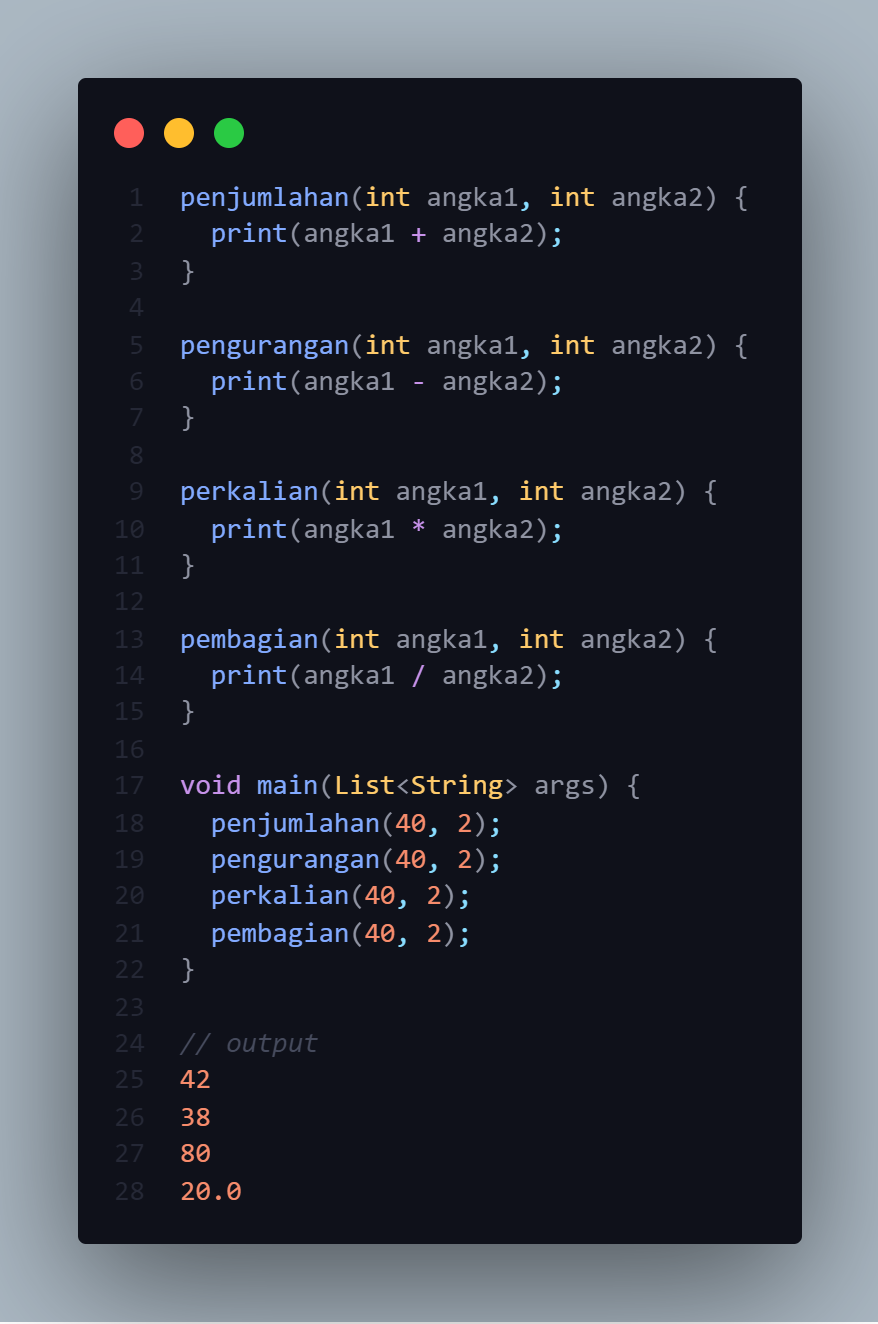 1 penjumlahan(int angka1, int angka2) {
2   print(angka1 + angka2);
3 }
4
5 pengurangan(int angka1, int angka2) {
6   print(angka1 - angka2);
7 }
8
9 perkalian(int angka1, int angka2) {
10   print(angka1 * angka2);
11 }
12
13 pembagian(int angka1, int angka2) {
14   print(angka1 / angka2);
15 }
16
17 void main(List<String> args) {
18   penjumlahan(40, 2);
19   pengurangan(40, 2);
20   perkalian(40, 2);
21   pembagian(40, 2);
22 }
23
24 // output
25 42
26 38
27 80
28 20.0